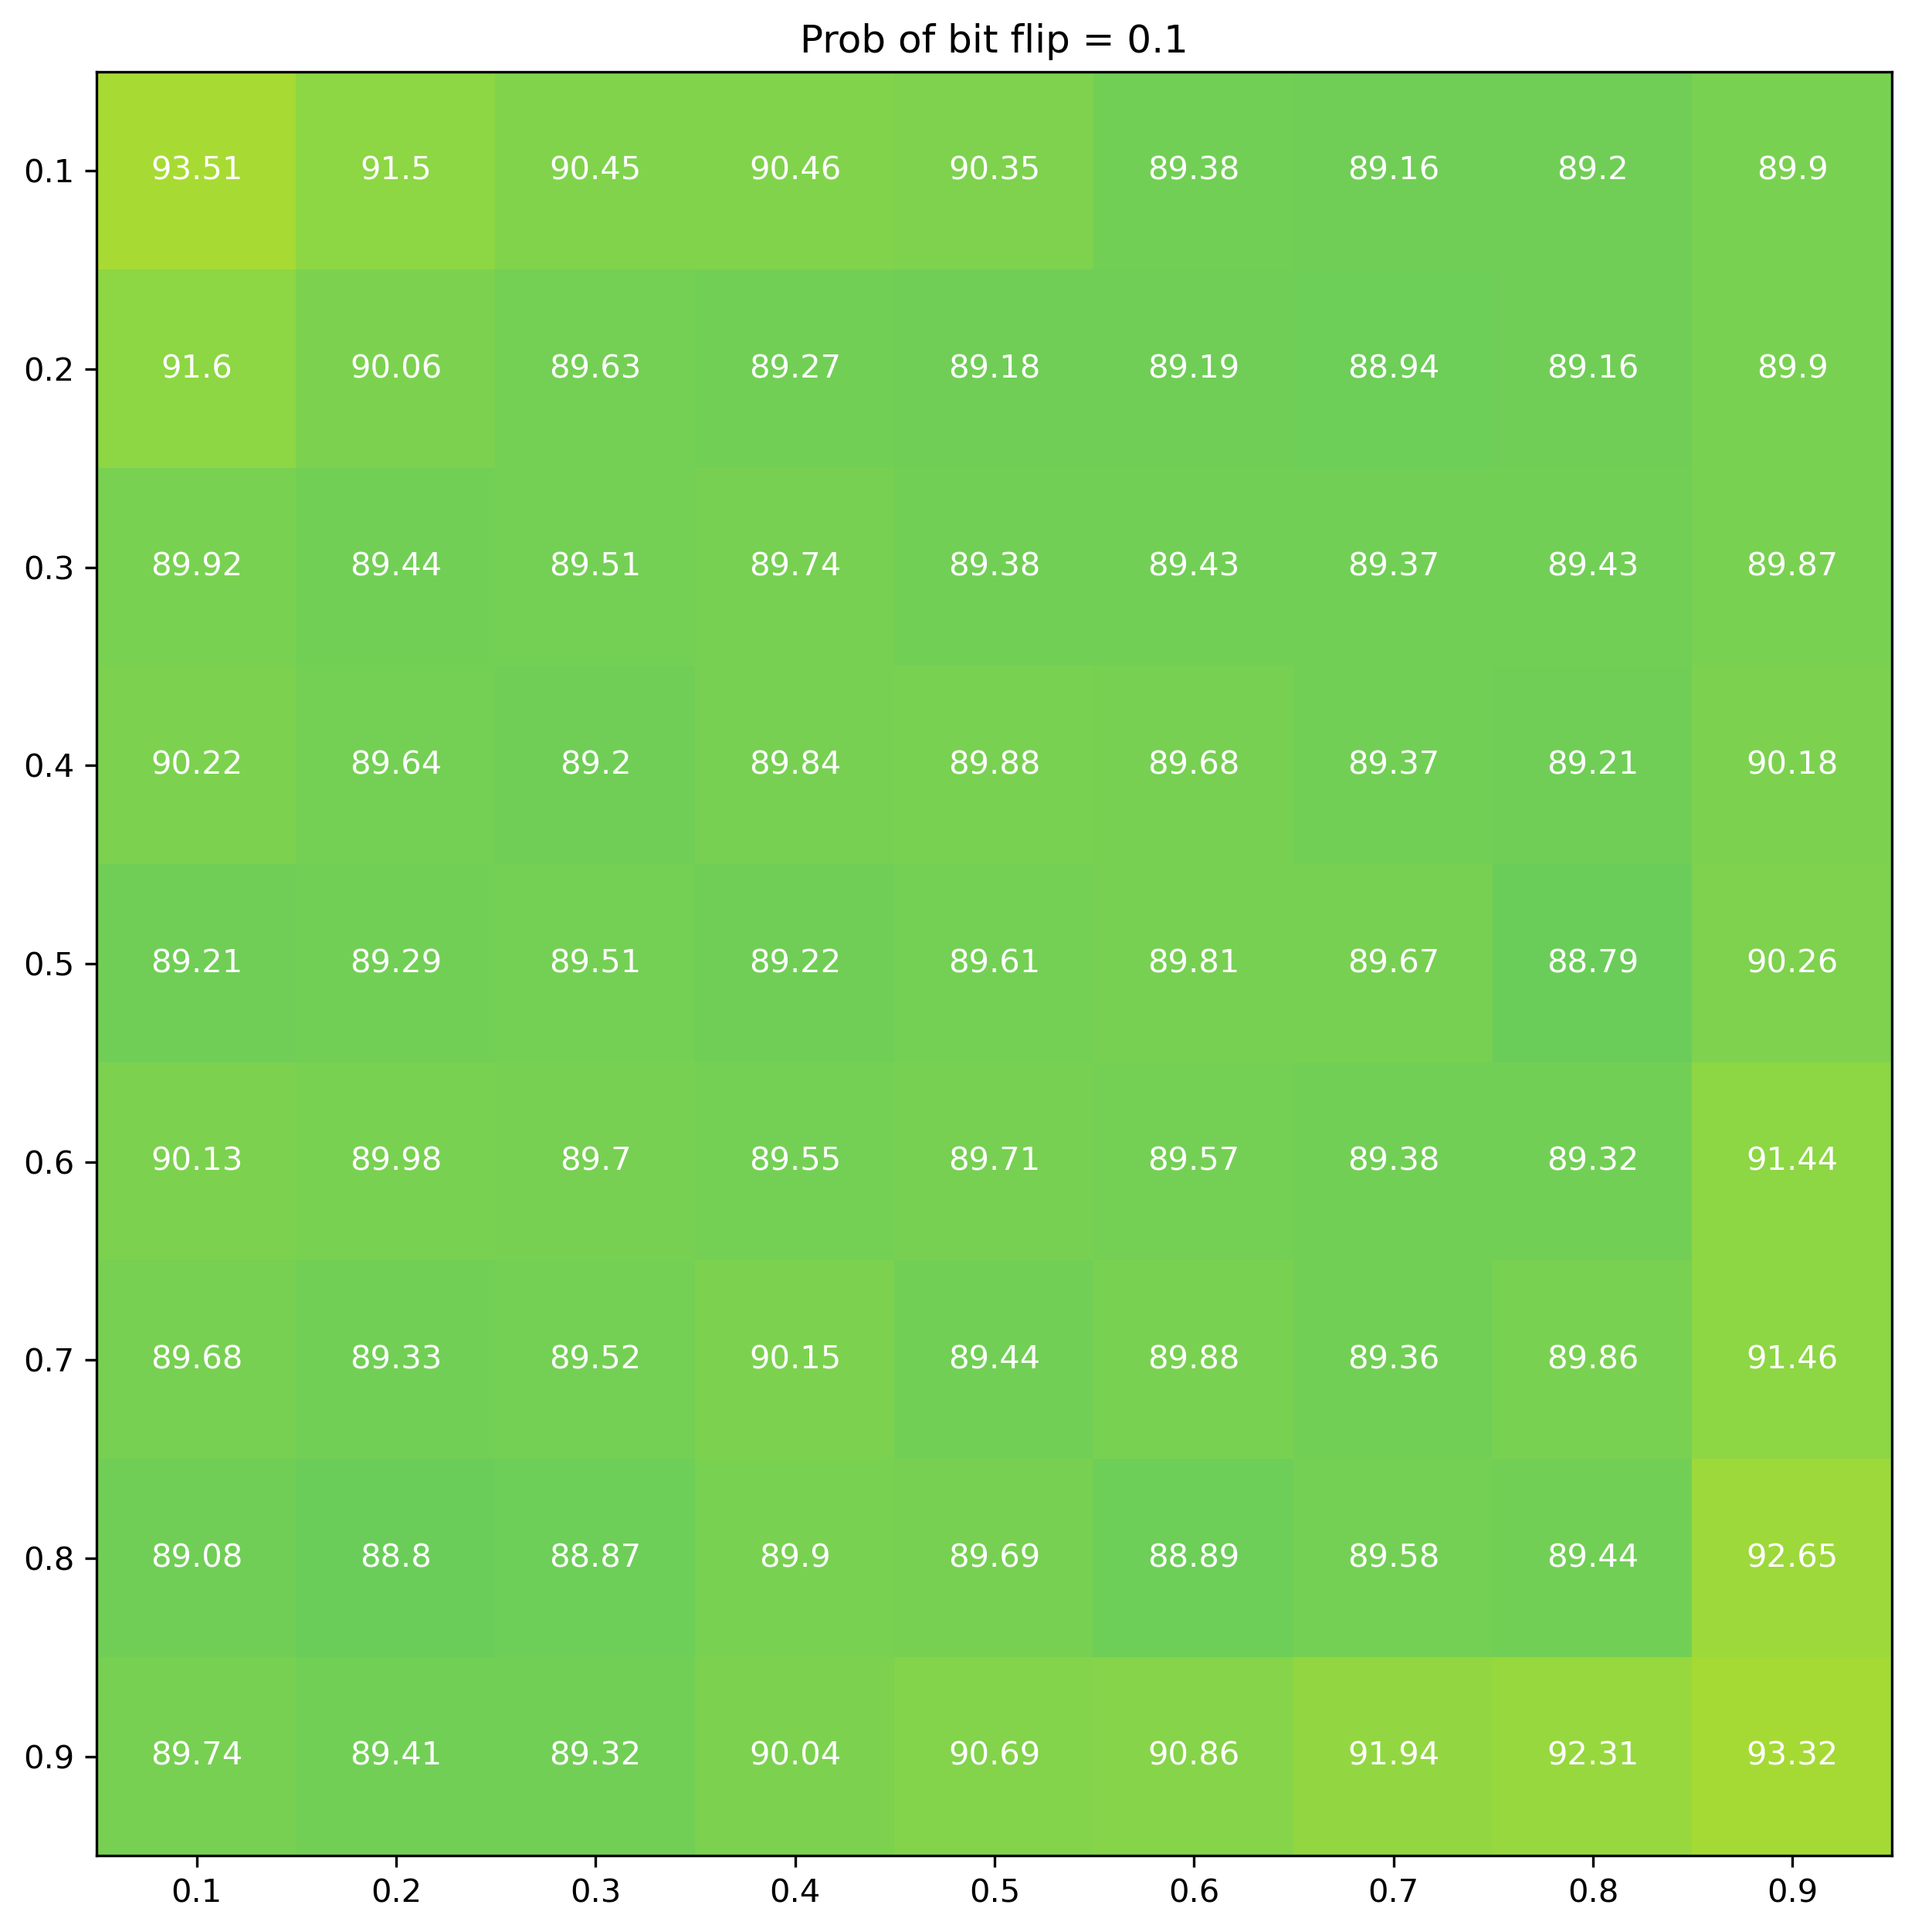 Prob of bit flip = 0.1
0.1 93.51 91.5 90.45 90.46 90.35 89.38 89.16 89.2 89.9
0.2 91.6 90.06 89.63 89.27 89.18 89.19 88.94 89.16 89.9
0.3 89.92 89.44 89.51 89.74 89.38 89.43 89.37 89.43 89.87
0.4 90.22 89.64 89.2 89.84 89.88 89.68 89.37 89.21 90.18
0.5 89.21 89.29 89.51 89.22 89.61 89.81 89.67 88.79 90.26
0.6 90.13 89.98 89.7 89.55 89.71 89.57 89.38 89.32 91.44
0.7 89.68 89.33 89.52 90.15 89.44 89.88 89.36 89.86 91.46
0.8 89.08 88.8 88.87 89.9 89.69 88.89 89.58 89.44 92.65
0.9 89.74 89.41 89.32 90.04 90.69 90.86 91.94 92.31 93.32
0.1 0.2 0.3 0.4 0.5 0.6 0.7 0.8 0.9